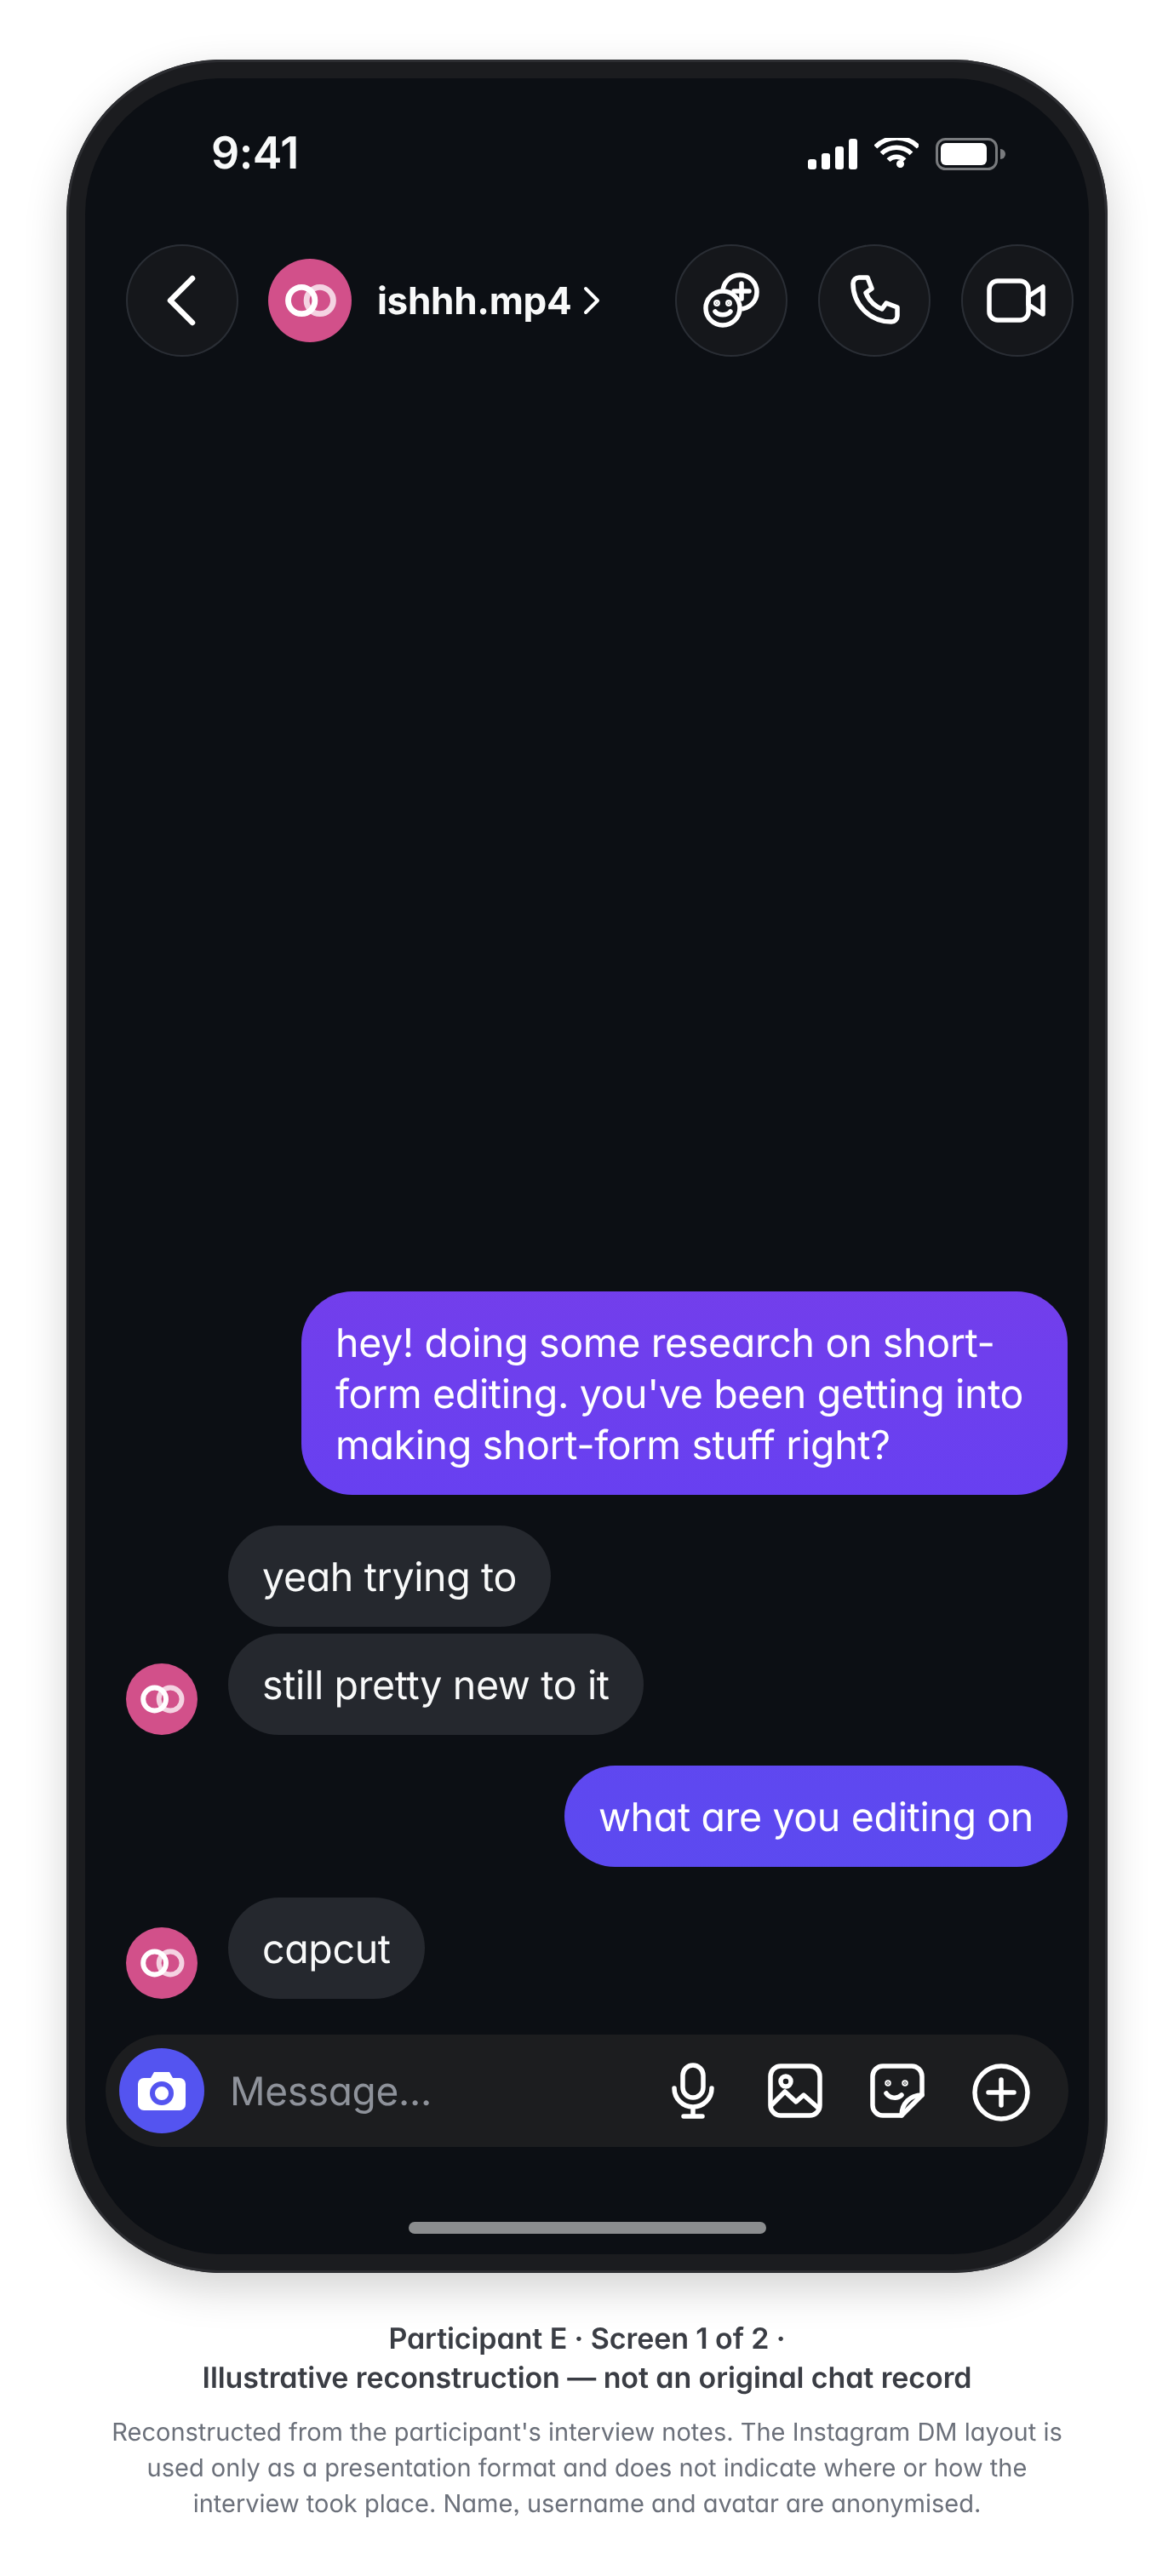 9:41
ishhh.mp4
hey! doing some research on short-
form editing. you've been getting into
making short-form stuff right?
yeah trying to
still pretty new to it
what are you editing on
capcut
Message...
Participant E · Screen 1 of 2 ·
Illustrative reconstruction — not an original chat record
Reconstructed from the participant's interview notes. The Instagram DM layout is
used only as a presentation format and does not indicate where or how the
interview took place. Name, username and avatar are anonymised.